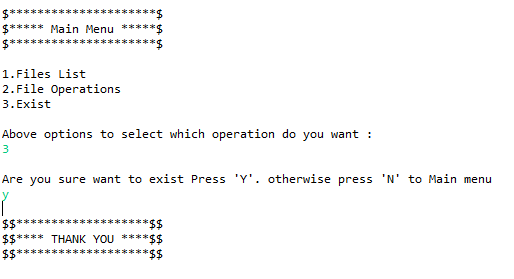 $*********************$
$***** Main Menu *****$
$*********************$
1.Files List
2.File Operations
3.Exist
Above options to select which operation do you want :
3
Are you sure want to exist Press 'Y'. otherwise press 'N' to Main menu
y
$$*******************$$
$$**** THANK YOU ****$$
$$*******************$$